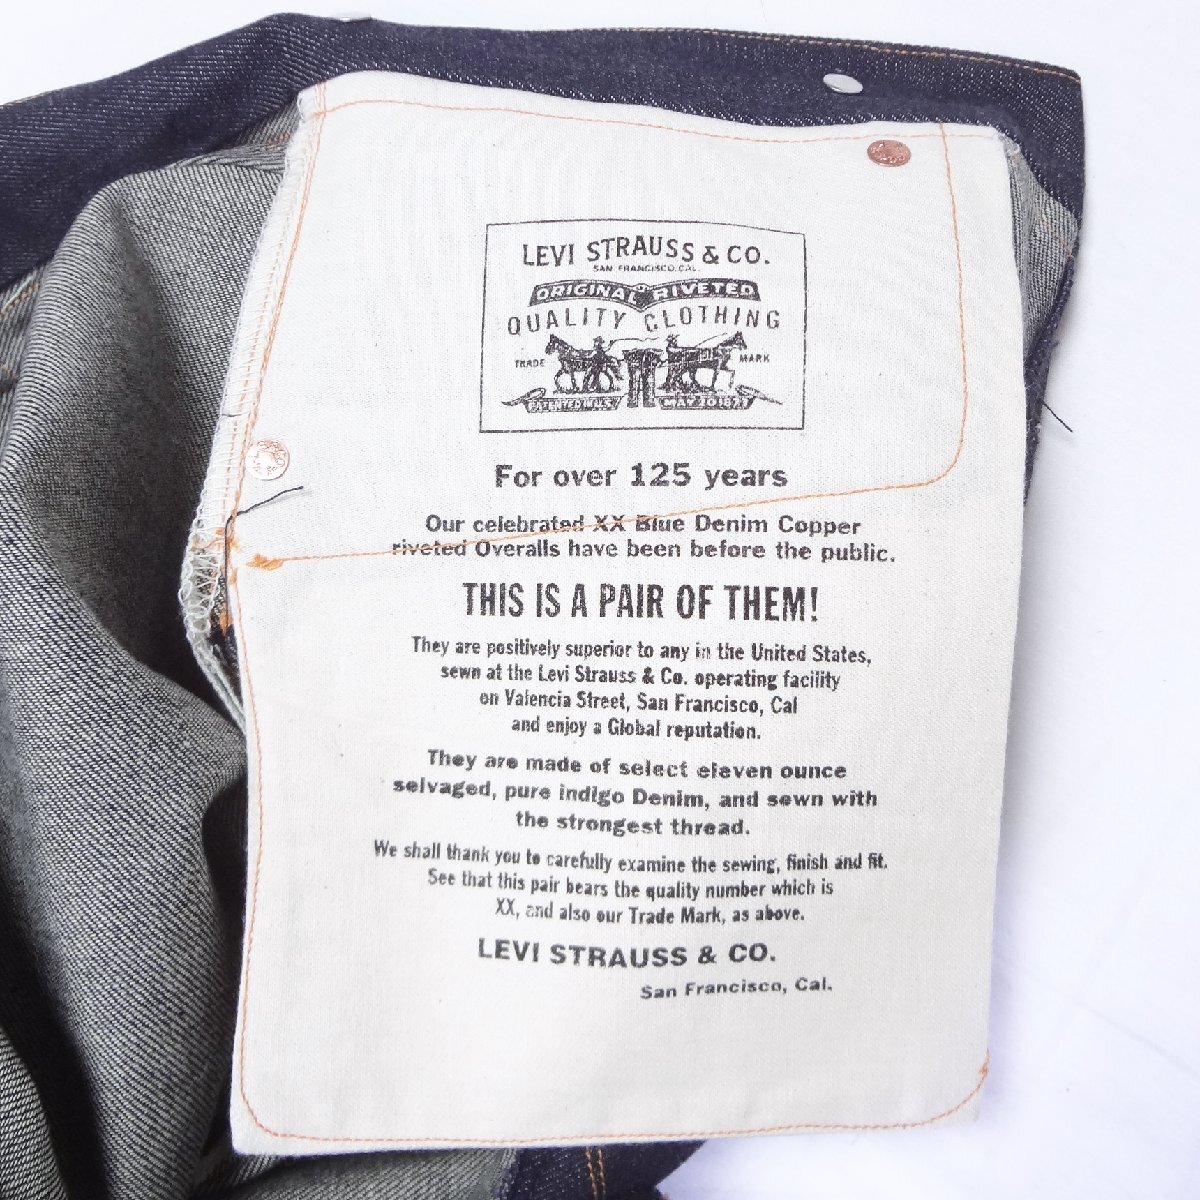 LEVI STRAUSS & CO.
SAN FRANCISCO, CAL.
ORIGINAL RIVETED
QUALITY CLOTHING
TRADE MARK
PATENTED IN U.S. MAY 20 1873
For over 125 years
Our celebrated XX Blue Denim Copper
riveted Overalls have been before the public.
THIS IS A PAIR OF THEM!
They are positively superior to any in the United States,
sewn at the Levi Strauss & Co. operating facility
on Valencia Street, San Francisco, Cal
and enjoy a Global reputation.
They are made of select eleven ounce
selvaged, pure indigo Denim, and sewn with
the strongest thread.
We shall thank you to carefully examine the sewing, finish and fit.
See that this pair bears the quality number which is
XX, and also our Trade Mark, as above.
LEVI STRAUSS & CO.
San Francisco, Cal.